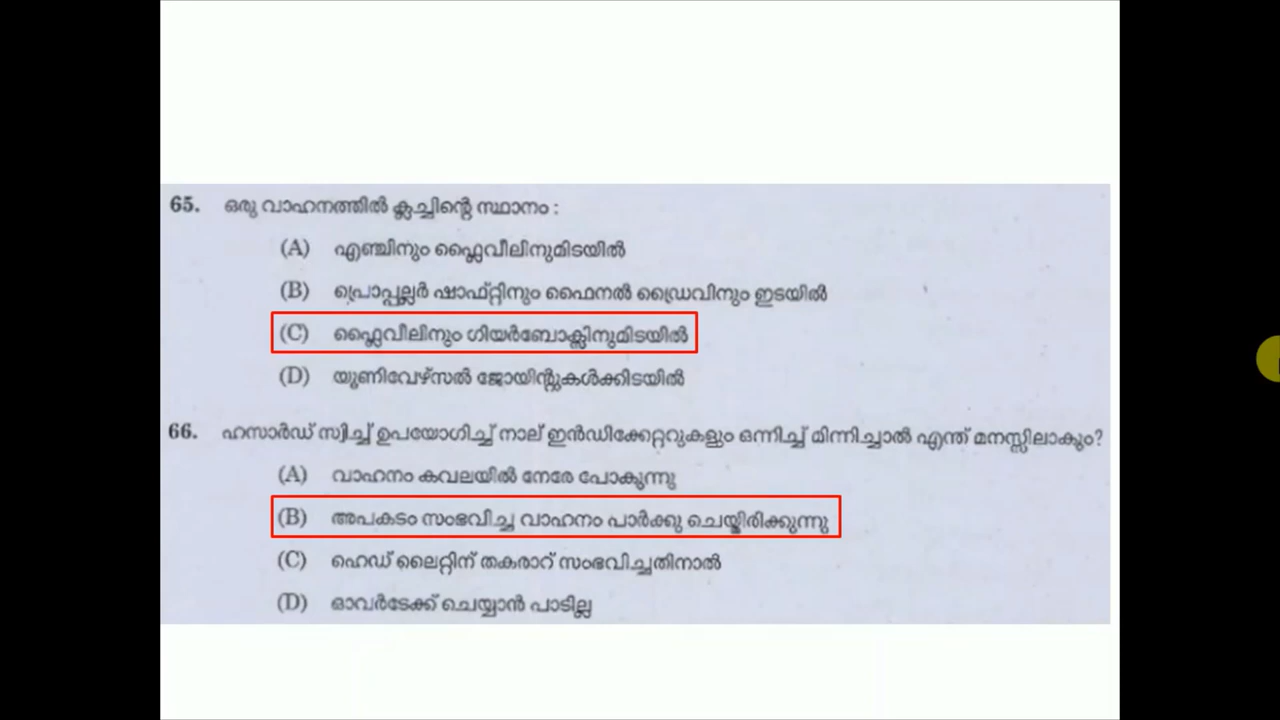 65. ഒരു വാഹനത്തിൽ ക്ലച്ചിന്റെ സ്ഥാനം :
(A) എഞ്ചിനും ഫ്ലൈവീലിനുമിടയിൽ
(B) പ്രൊപ്പല്ലർ ഷാഫ്റ്റിനും ഫൈനൽ ഡ്രൈവിനും ഇടയിൽ
(C) ഫ്ലൈവീലിനും ഗിയർബോക്സിനുമിടയിൽ
(D) യൂണിവേഴ്സൽ ജോയിന്റുകൾക്കിടയിൽ
66. ഹസാർഡ് സ്വിച്ച് ഉപയോഗിച്ച് നാല് ഇൻഡിക്കേറ്ററുകളും ഒന്നിച്ച് മിന്നിച്ചാൽ എന്ത് മനസ്സിലാകും?
(A) വാഹനം കവലയിൽ നേരേ പോകുന്നു
(B) അപകടം സംഭവിച്ച വാഹനം പാർക്കു ചെയ്തിരിക്കുന്നു
(C) ഹെഡ് ലൈറ്റിന് തകരാറ് സംഭവിച്ചതിനാൽ
(D) ഓവർടേക്ക് ചെയ്യാൻ പാടില്ല